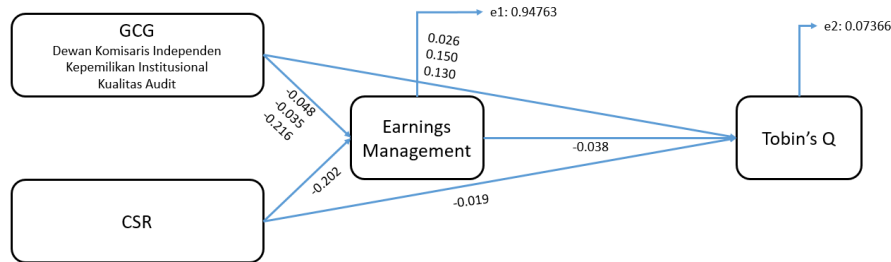 GCG
Dewan Komisaris Independen
Kepemilikan Institusional
Kualitas Audit
e1: 0.94763
0.026
0.150
0.130
e2: 0.07366
-0.048
-0.035
-0.216
Earnings
Management
-0.038
Tobin's Q
-0.202
-0.019
CSR